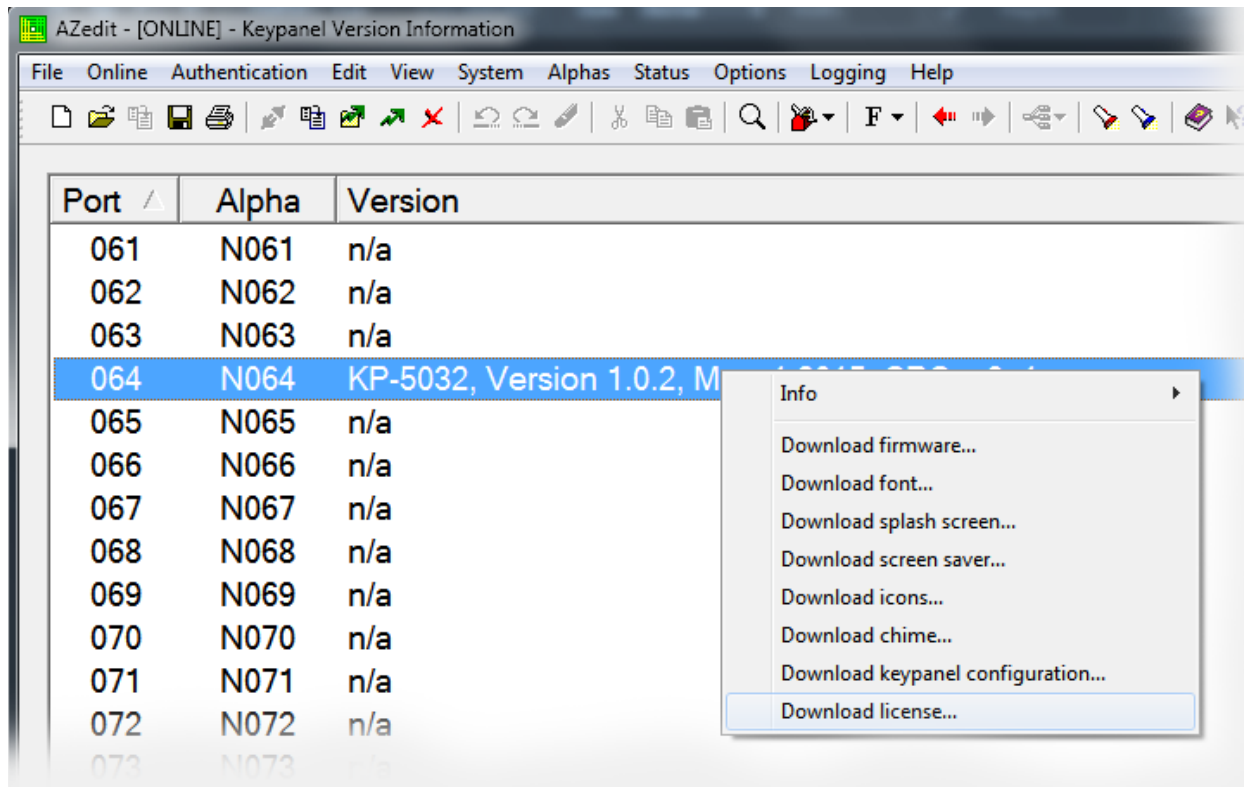 AZedit - [ONLINE] - Keypanel Version Information
File Online Authentication Edit View System Alphas Status Options Logging Help
F
Port Alpha Version
061 N061 n/a
062 N062 n/a
063 N063 n/a
064 N064 KP-5032, Version 1.0.2, M
065 N065 n/a
066 N066 n/a
067 N067 n/a
068 N068 n/a
069 N069 n/a
070 N070 n/a
071 N071 n/a
072 N072 n/a
073 N073 n/a
Info
Download firmware...
Download font...
Download splash screen...
Download screen saver...
Download icons...
Download chime...
Download keypanel configuration...
Download license...